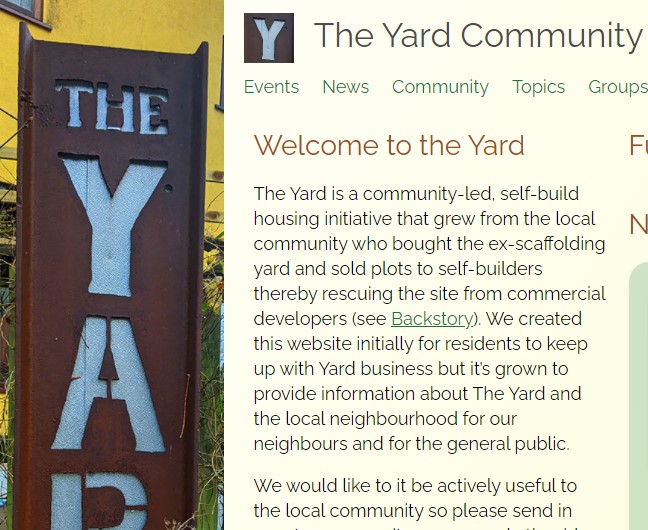 THE
Y
A
Y
The Yard Community
Events News Community Topics Groups
Welcome to the Yard
The Yard is a community-led, self-build
housing initiative that grew from the local
community who bought the ex-scaffolding
yard and sold plots to self-builders
thereby rescuing the site from commercial
developers (see Backstory). We created
this website initially for residents to keep
up with Yard business but it's grown to
provide information about The Yard and
the local neighbourhood for our
neighbours and for the general public.
We would like to it be actively useful to
the local community so please send in